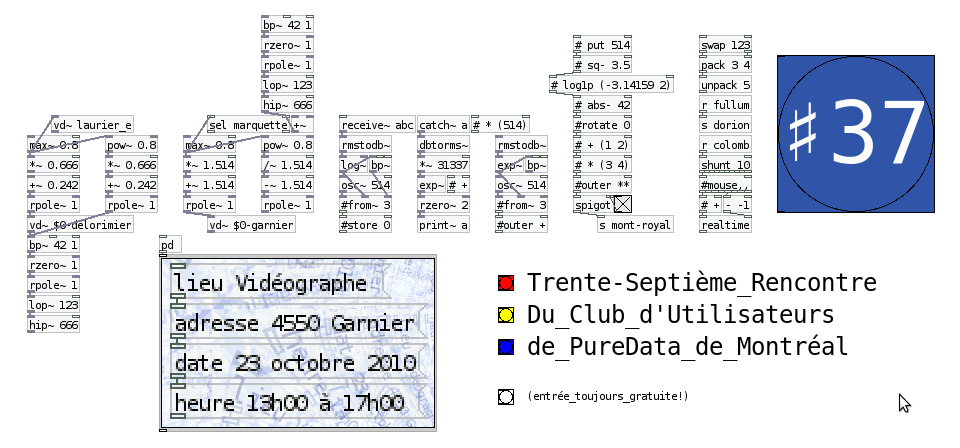 bp~ 42 1
rzero~ 1
rpole~ 1
lop~ 123
hip~ 666
vd~ laurier_e
max~ 0.8
pow~ 0.8
*~ 0.666
*~ 0.666
+~ 0.242
+~ 0.242
rpole~ 1
rpole~ 1
vd~ $0-delorimier
bp~ 42 1
rzero~ 1
rpole~ 1
lop~ 123
hip~ 666
sel marquette
+~
max~ 0.8
pow~ 0.8
*~ 1.514
/~ 1.514
+~ 1.514
-~ 1.514
rpole~ 1
rpole~ 1
vd~ $0-garnier
receive~ abc
rmstodb~
log~
bp~
osc~ 514
#from~ 3
#store 0
catch~ a
dbtorms~
*~ 31337
exp~
# +
rzero~ 2
print~ a
# * (514)
rmstodb~
exp~
bp~
osc~ 514
#from~ 3
#outer +
# put 514
# sq- 3.5
# log1p (-3.14159 2)
# abs- 42
#rotate 0
# + (1 2)
# * (3 4)
#outer **
spigot
s mont-royal
swap 123
pack 3 4
unpack 5
r fullum
s dorion
r colomb
shunt 10
#mouse,,
# +
- -1
realtime
#37
pd
lieu Vidéographe
adresse 4550 Garnier
date 23 octobre 2010
heure 13h00 à 17h00
Trente-Septième_Rencontre
Du_Club_d'Utilisateurs
de_PureData_de_Montréal
(entrée_toujours_gratuite!)